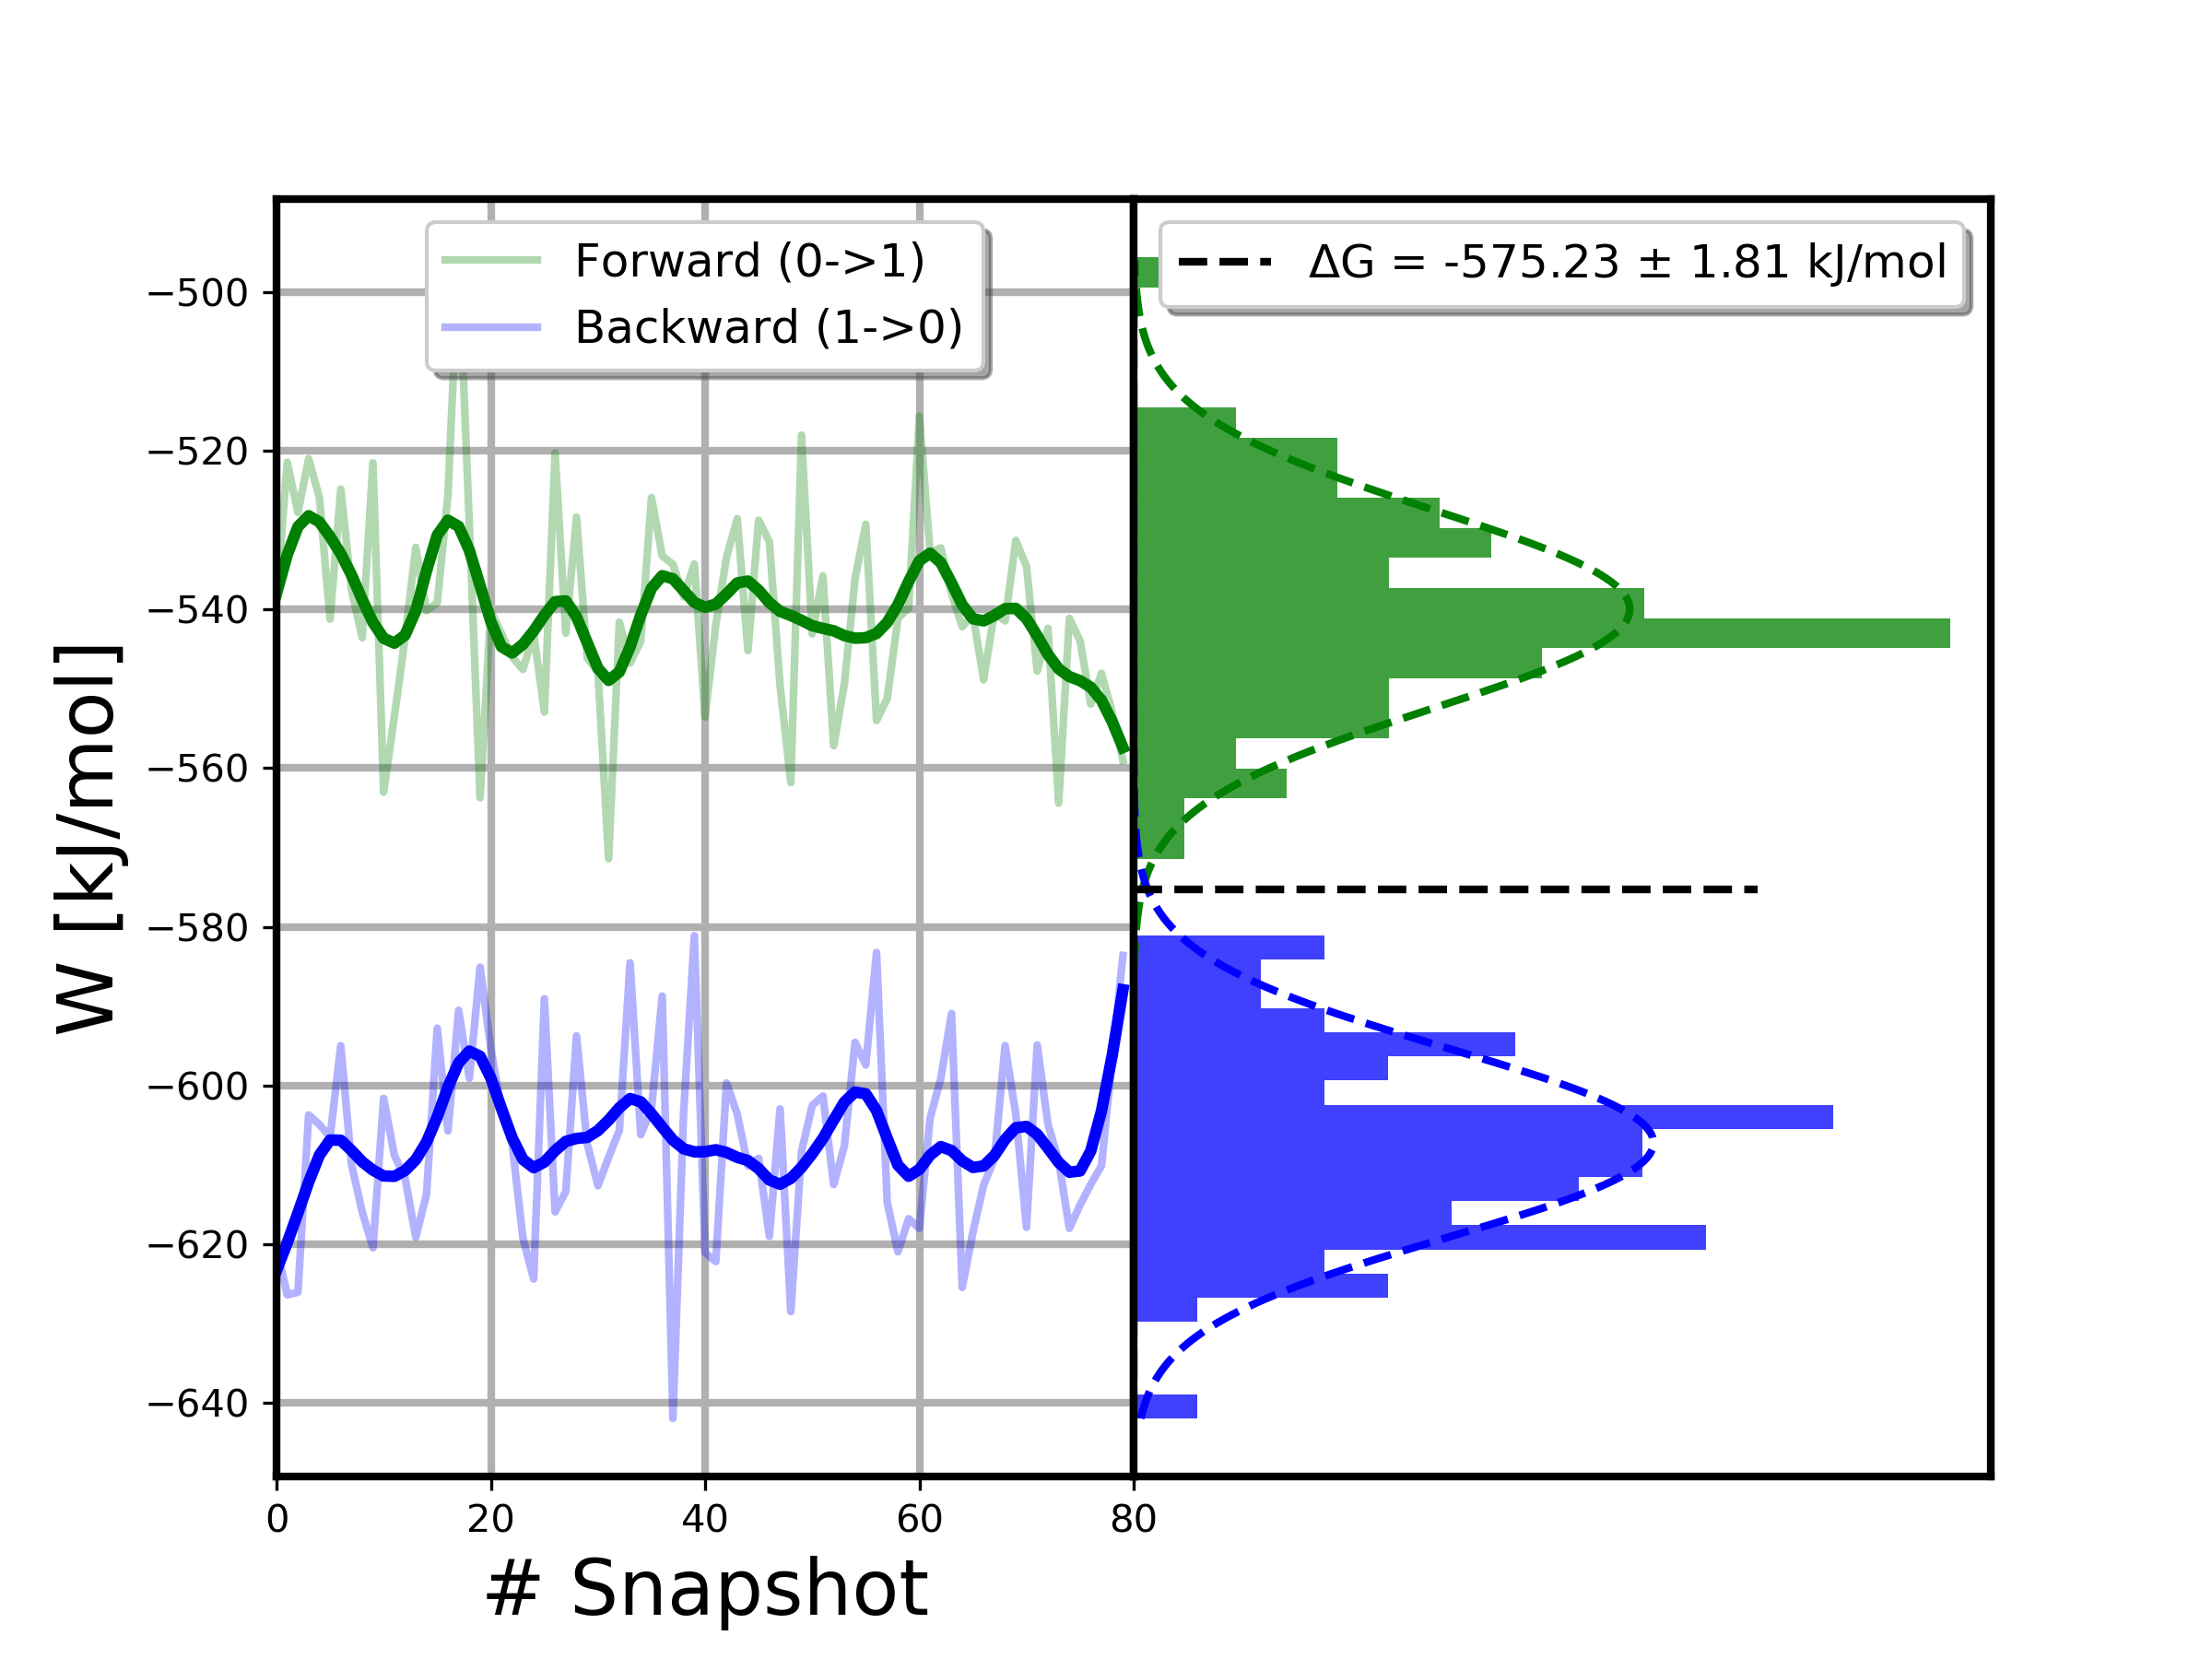 Forward (0->1)
Backward (1->0)
ΔG = -575.23 ± 1.81 kJ/mol
W [kJ/mol]
−500
−520
−540
−560
−580
−600
−620
−640
0 20 40 60 80
# Snapshot